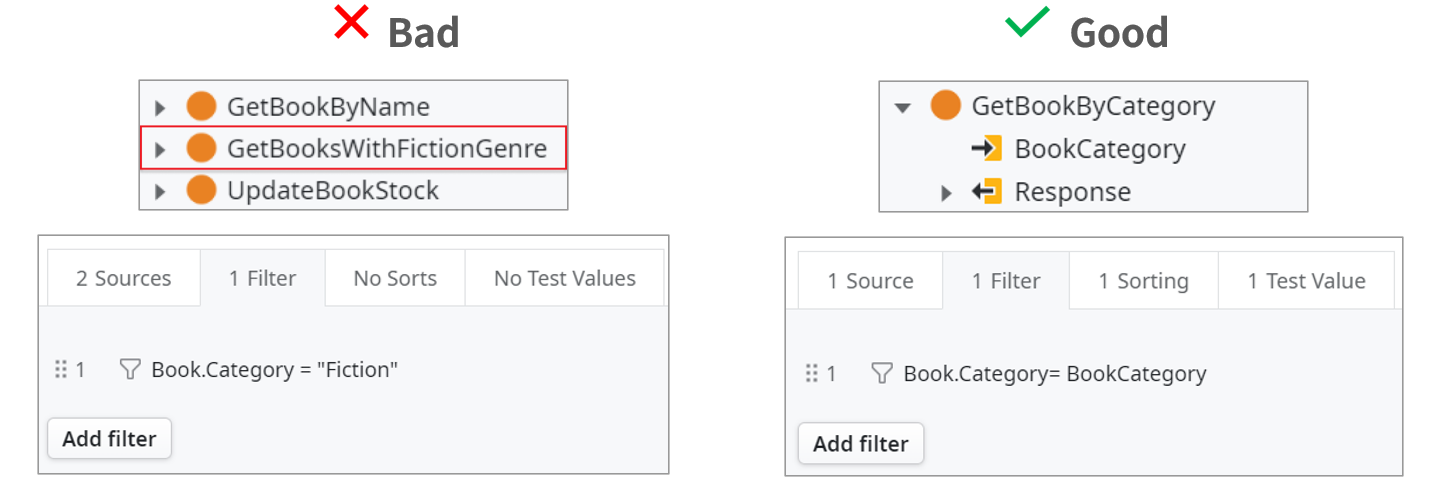 Bad
GetBookByName
GetBooksWithFictionGenre
UpdateBookStock
2 Sources
1 Filter
No Sorts
No Test Values
1
Book.Category = "Fiction"
Add filter
Good
GetBookByCategory
BookCategory
Response
1 Source
1 Filter
1 Sorting
1 Test Value
1
Book.Category= BookCategory
Add filter